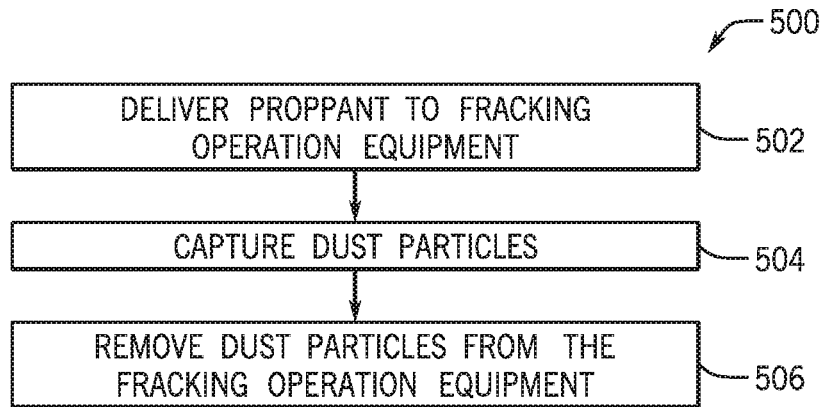 500
DELIVER PROPPANT TO FRACKING
OPERATION EQUIPMENT
502
CAPTURE DUST PARTICLES
504
REMOVE DUST PARTICLES FROM THE
FRACKING OPERATION EQUIPMENT
506